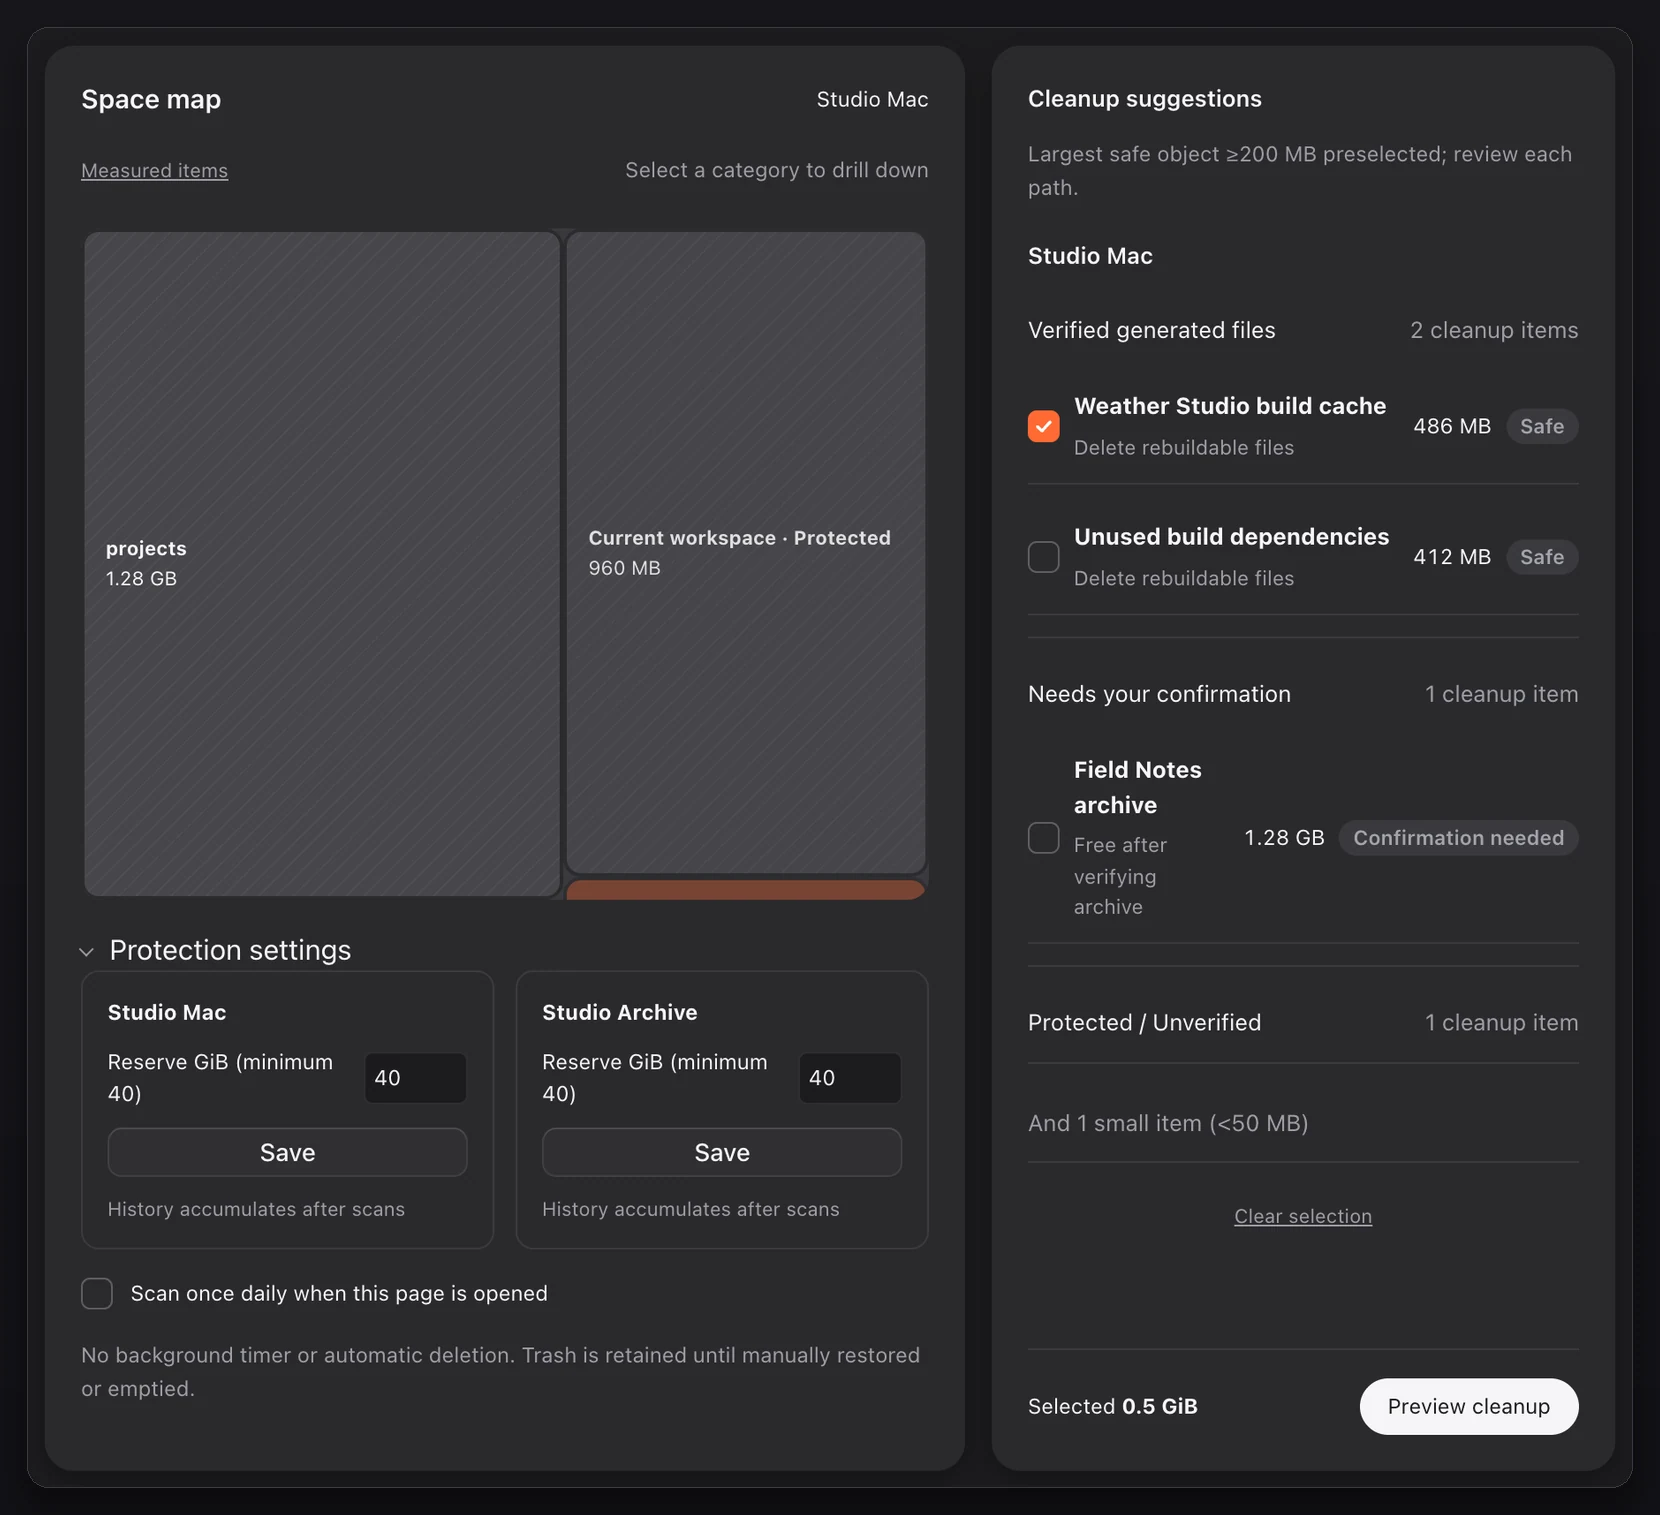 Space map
Studio Mac
Measured items
Select a category to drill down
projects
1.28 GB
Current workspace · Protected
960 MB
Protection settings
Studio Mac
Reserve GiB (minimum
40)
40
Save
History accumulates after scans
Studio Archive
Reserve GiB (minimum
40)
40
Save
History accumulates after scans
Scan once daily when this page is opened
No background timer or automatic deletion. Trash is retained until manually restored
or emptied.
Cleanup suggestions
Largest safe object ≥200 MB preselected; review each
path.
Studio Mac
Verified generated files
2 cleanup items
Weather Studio build cache
Delete rebuildable files
486 MB
Safe
Unused build dependencies
Delete rebuildable files
412 MB
Safe
Needs your confirmation
1 cleanup item
Field Notes
archive
Free after
verifying
archive
1.28 GB
Confirmation needed
Protected / Unverified
1 cleanup item
And 1 small item (<50 MB)
Clear selection
Selected 0.5 GiB
Preview cleanup